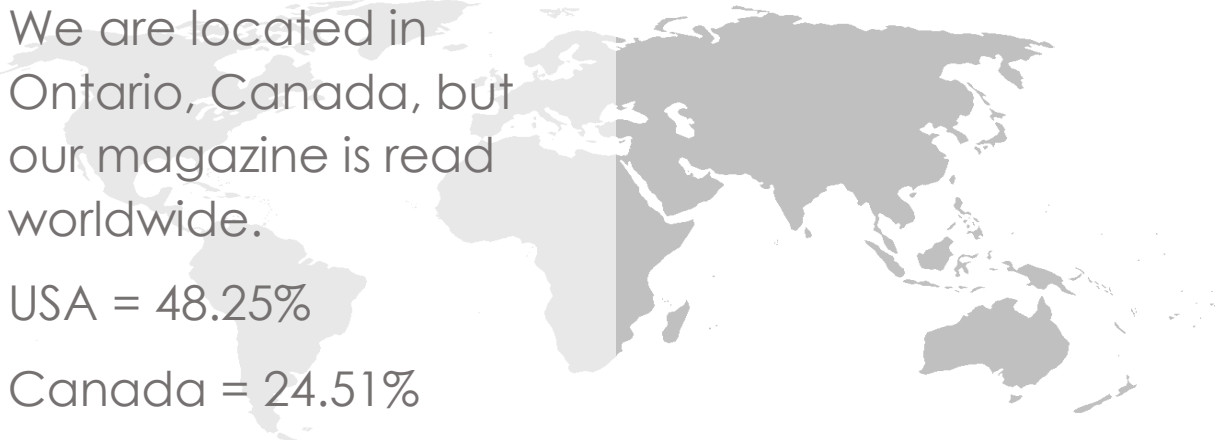 We are located in
Ontario, Canada, but
our magazine is read
worldwide.
USA = 48.25%
Canada = 24.51%